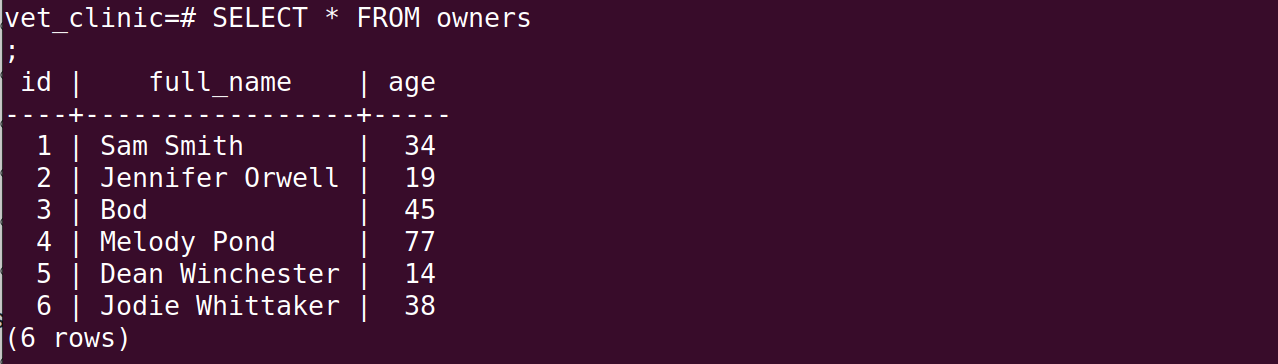 vet_clinic=# SELECT * FROM owners
;
 id |    full_name    | age
----+-----------------+-----
  1 | Sam Smith       |  34
  2 | Jennifer Orwell |  19
  3 | Bod             |  45
  4 | Melody Pond     |  77
  5 | Dean Winchester |  14
  6 | Jodie Whittaker |  38
(6 rows)